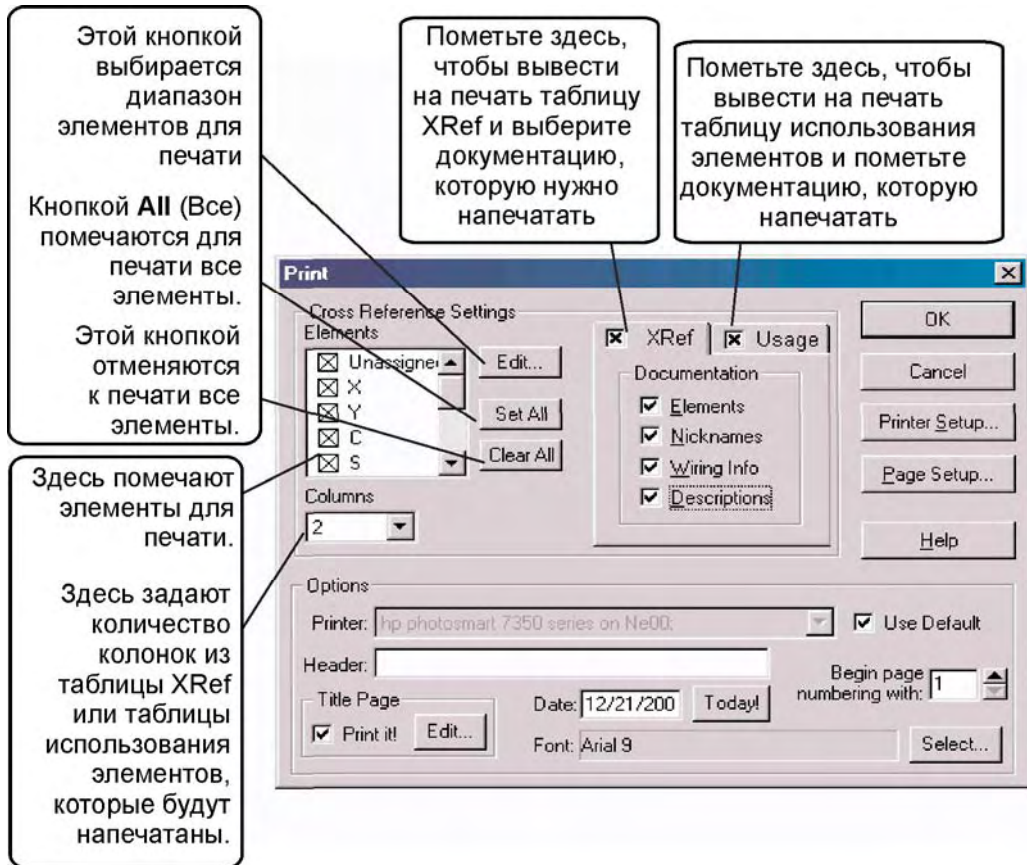 Этой кнопкой
выбирается
диапазон
элементов для
печати
Кнопкой All (Все)
помечаются для
печати все
элементы.
Этой кнопкой
отменяются
к печати все
элементы.
Здесь помечают
элементы для
печати.
Здесь задают
количество
колонок из
таблицы XRef
или таблицы
использования
элементов,
которые будут
напечатаны.
Пометьте здесь,
чтобы вывести
на печать таблицу
XRef и выберите
документацию,
которую нужно
напечатать
Пометьте здесь, чтобы
вывести на печать
таблицу использования
элементов и пометьте
документацию, которую
напечатать
Print
Cross Reference Settings
Elements
Unassigne
X
Y
C
S
Edit...
Set All
Clear All
Columns
2
XRef
Usage
Documentation
Elements
Nicknames
Wiring Info
Descriptions
OK
Cancel
Printer Setup...
Page Setup...
Help
Options
Printer: hp photosmart 7350 series on Ne00:
Use Default
Header:
Begin page
numbering with: 1
Title Page
Print it!
Edit...
Date: 12/21/200
Today!
Font: Arial 9
Select...